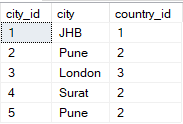 city_id city country_id
1 JHB 1
2 Pune 2
3 London 3
4 Surat 2
5 Pune 2